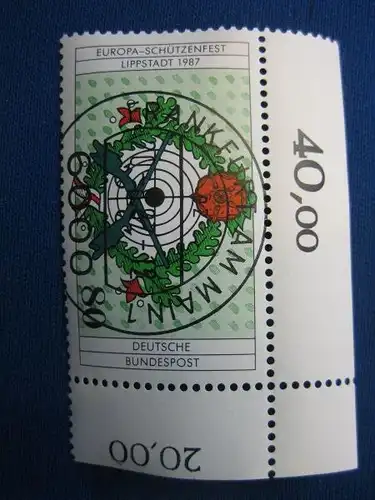 EUROPA–SCHÜTZENFEST
LIPPSTADT 1987
FRANKFURT AM MAIN 1
6000
80
DEUTSCHE
BUNDESPOST
40,00
20,00